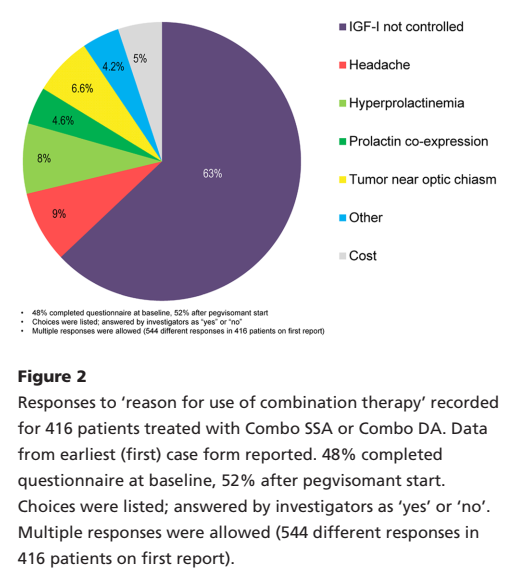 IGF-I not controlled
Headache
Hyperprolactinemia
Prolactin co-expression
Tumor near optic chiasm
Other
Cost
5%
4.2%
6.6%
4.6%
8%
9%
63%
• 48% completed questionnaire at baseline, 52% after pegvisomant start
• Choices were listed; answered by investigators as “yes” or “no”
• Multiple responses were allowed (544 different responses in 416 patients on first report)
Figure 2
Responses to ‘reason for use of combination therapy’ recorded
for 416 patients treated with Combo SSA or Combo DA. Data
from earliest (first) case form reported. 48% completed
questionnaire at baseline, 52% after pegvisomant start.
Choices were listed; answered by investigators as ‘yes’ or ‘no’.
Multiple responses were allowed (544 different responses in
416 patients on first report).